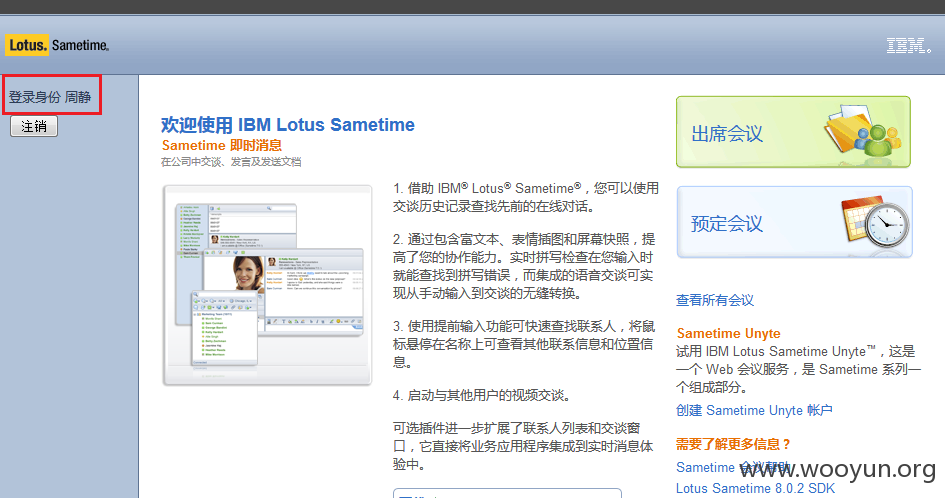 Lotus. Sametime®
IBM®
登录身份 周静
注销
欢迎使用 IBM Lotus Sametime
Sametime 即时消息
在公司中交谈、发言及发送文档
1. 借助 IBM® Lotus® Sametime®，您可以使用
交谈历史记录查找先前的在线对话。
2. 通过包含富文本、表情插图和屏幕快照，提
高了您的协作能力。实时拼写检查在您输入时
就能查找到拼写错误，而集成的语音交谈可实
现从手动输入到交谈的无缝转换。
3. 使用提前输入功能可快速查找联系人，将鼠
标悬停在名称上可查看其他联系信息和位置信
息。
4. 启动与其他用户的视频交谈。
可选插件进一步扩展了联系人列表和交谈窗
口，它直接将业务应用程序集成到实时消息体
验中。
出席会议
预定会议
查看所有会议
Sametime Unyte
试用 IBM Lotus Sametime Unyte™，这是
一个 Web 会议服务，是 Sametime 系列一
个组成部分。
创建 Sametime Unyte 帐户
需要了解更多信息？
Sametime 会议帮助
Lotus Sametime 8.0.2 SDK
www.wooyun.org